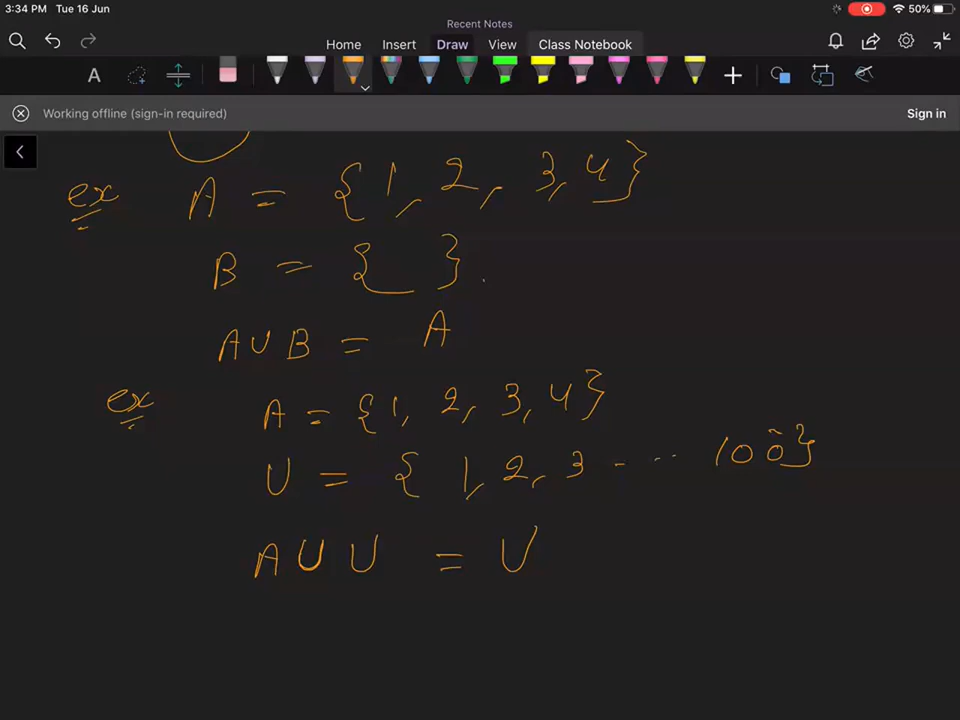 3:34 PM Tue 16 Jun 50%
Recent Notes
Home Insert Draw View Class Notebook
A
Working offline (sign-in required) Sign in
ex A = {1, 2, 3, 4}
B = { }.
A U B = A
ex A = {1, 2, 3, 4}
U = {1, 2, 3 - ... 100}
A U U = U